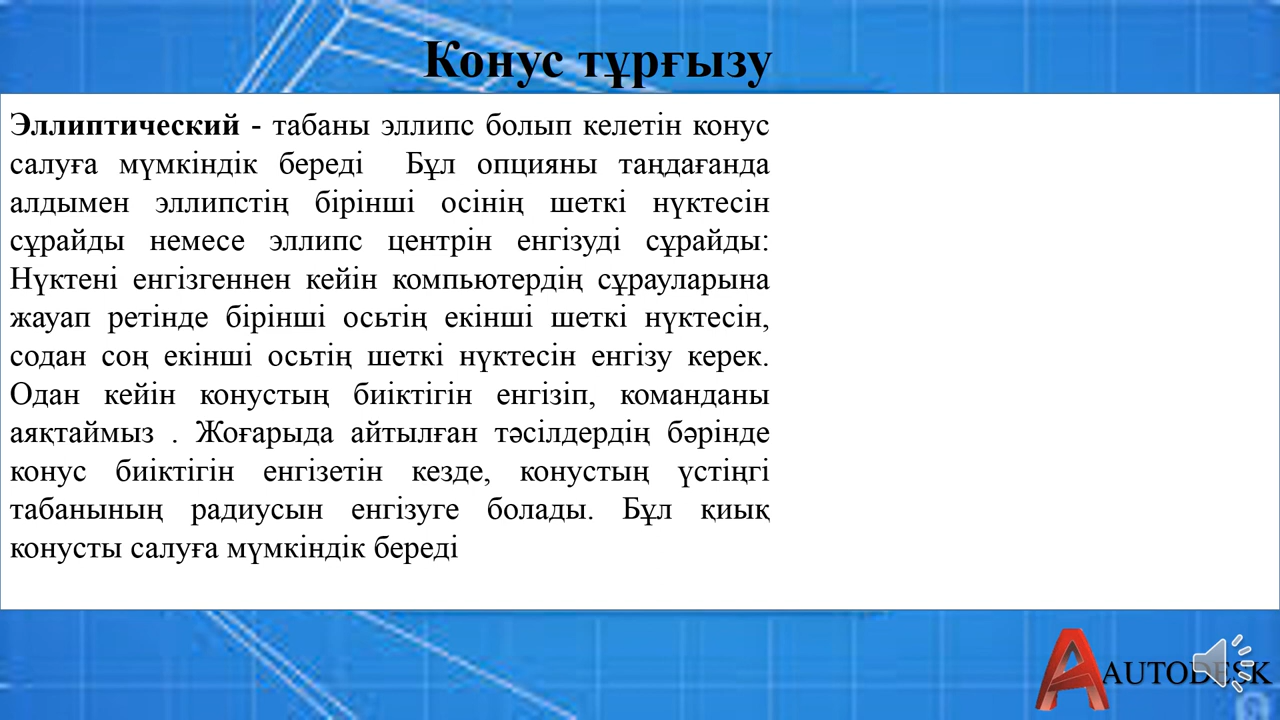 Конус тұрғызу
Эллиптический - табаны эллипс болып келетін конус
салуға мүмкіндік береді Бұл опцияны таңдағанда
алдымен эллипстің бірінші осінің шеткі нүктесін
сұрайды немесе эллипс центрін енгізуді сұрайды:
Нүктені енгізгеннен кейін компьютердің сұрауларына
жауап ретінде бірінші осьтің екінші шеткі нүктесін,
содан соң екінші осьтің шеткі нүктесін енгізу керек.
Одан кейін конустың биіктігін енгізіп, команданы
аяқтаймыз . Жоғарыда айтылған тәсілдердің бәрінде
конус биіктігін енгізетін кезде, конустың үстіңгі
табанының радиусын енгізуге болады. Бұл қиық
конусты салуға мүмкіндік береді
AUTODESK